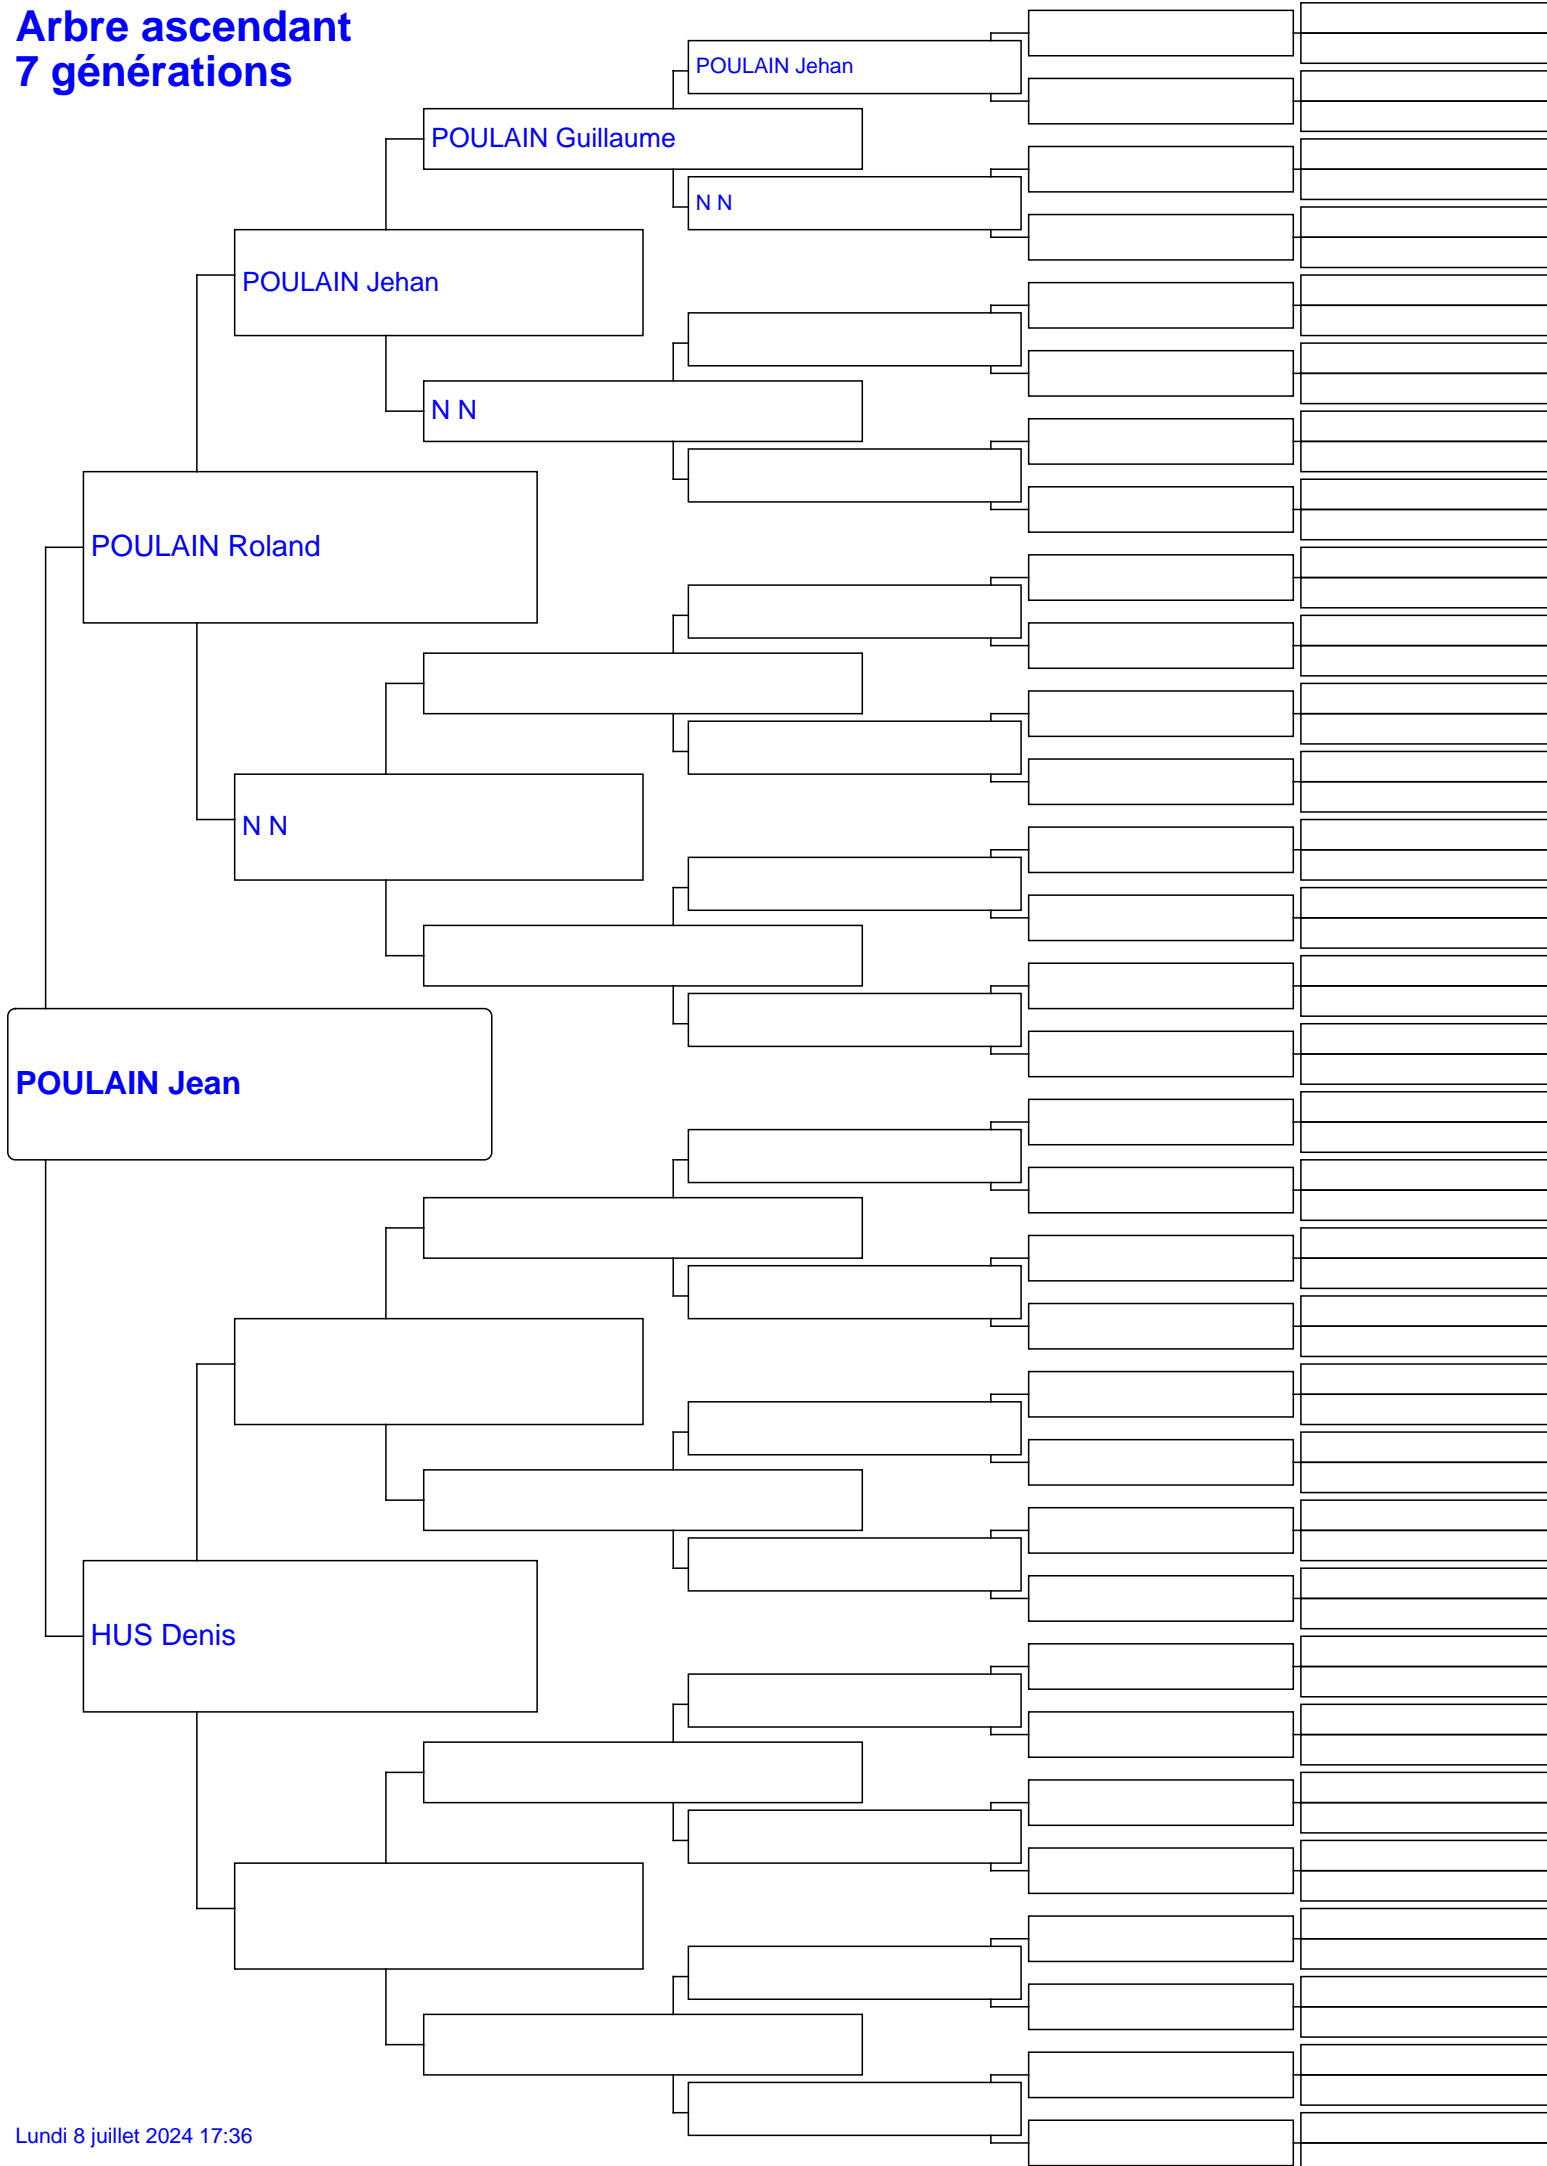 Arbre ascendant
7 générations
POULAIN Jehan
POULAIN Guillaume
N N
POULAIN Jehan
N N
POULAIN Roland
N N
POULAIN Jean
HUS Denis
Lundi 8 juillet 2024 17:36